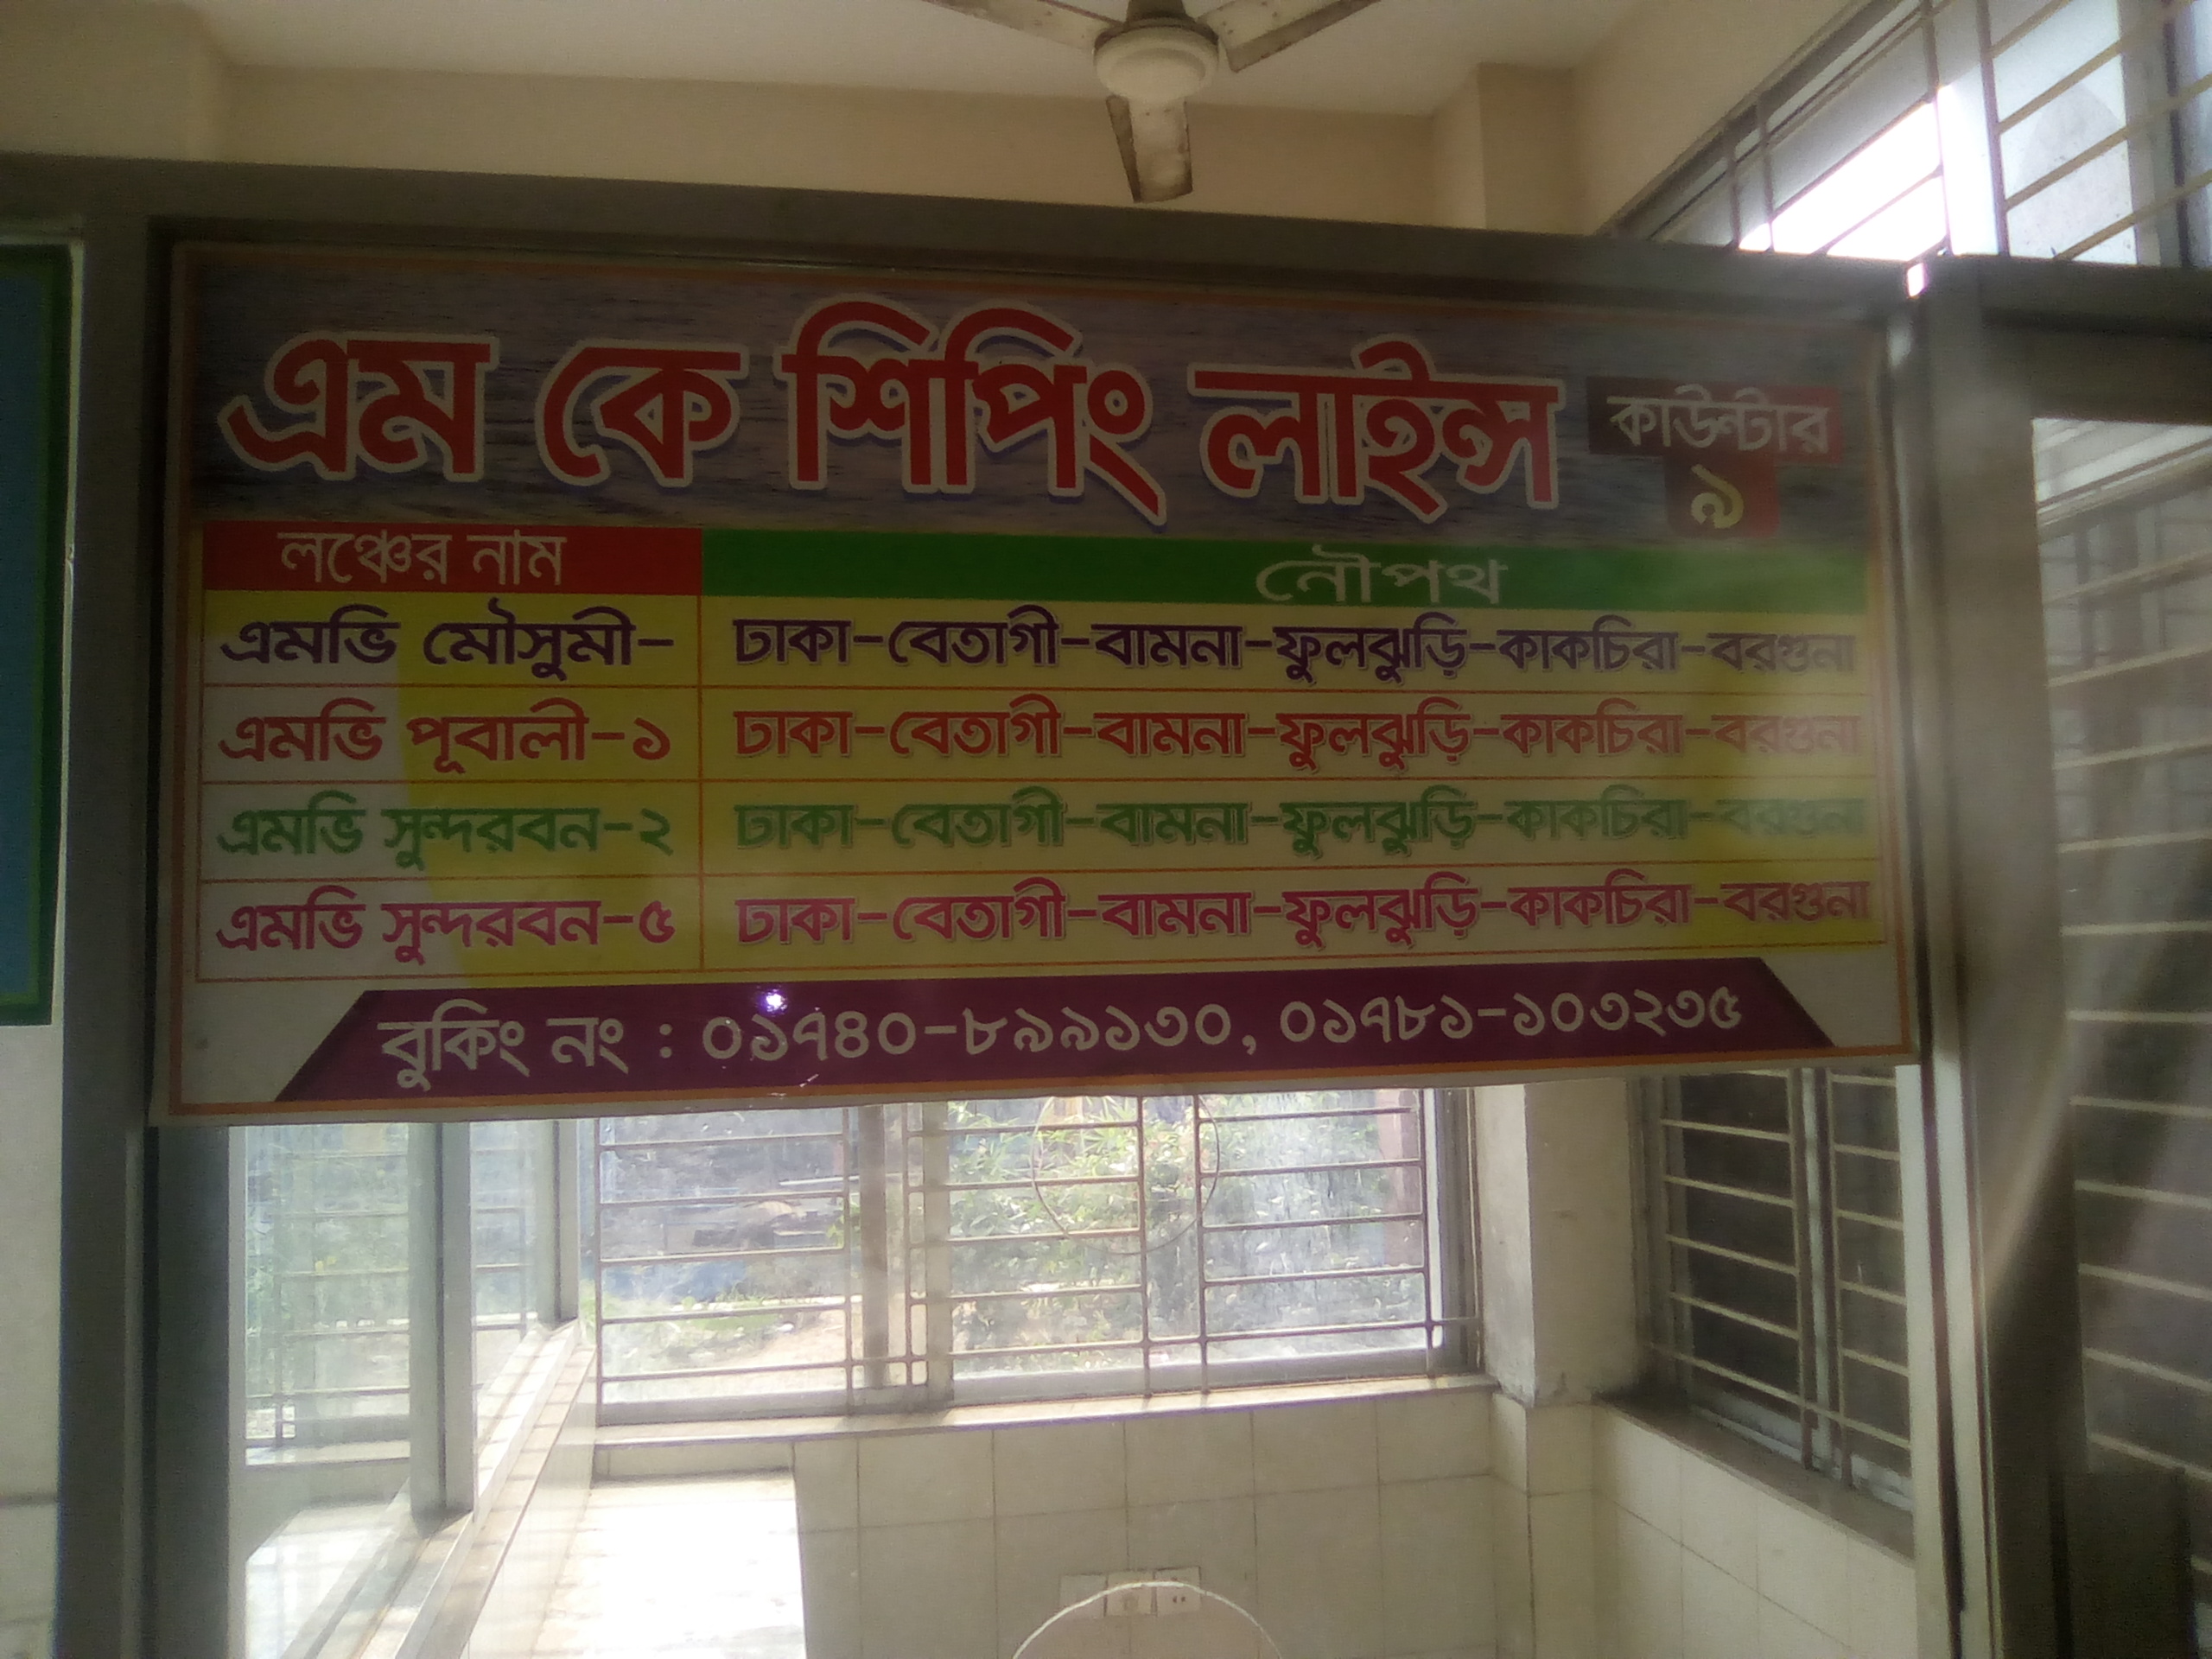 এম কে শিপিং লাইন্স
কাউন্টার
৯
লঞ্চের নাম নৌপথ
এমভি মৌসুমী- ঢাকা-বেতাগী-বামনা-ফুলঝুড়ি-কাকচিরা-বরগুনা
এমভি পূবালী-১ ঢাকা-বেতাগী-বামনা-ফুলঝুড়ি-কাকচিরা-বরগুনা
এমভি সুন্দরবন-২ ঢাকা-বেতাগী-বামনা-ফুলঝুড়ি-কাকচিরা-বরগুনা
এমভি সুন্দরবন-৫ ঢাকা-বেতাগী-বামনা-ফুলঝুড়ি-কাকচিরা-বরগুনা
বুকিং নং : ০১৭৪০-৮৯৯১৩০, ০১৭৮১-১০৩২৩৫